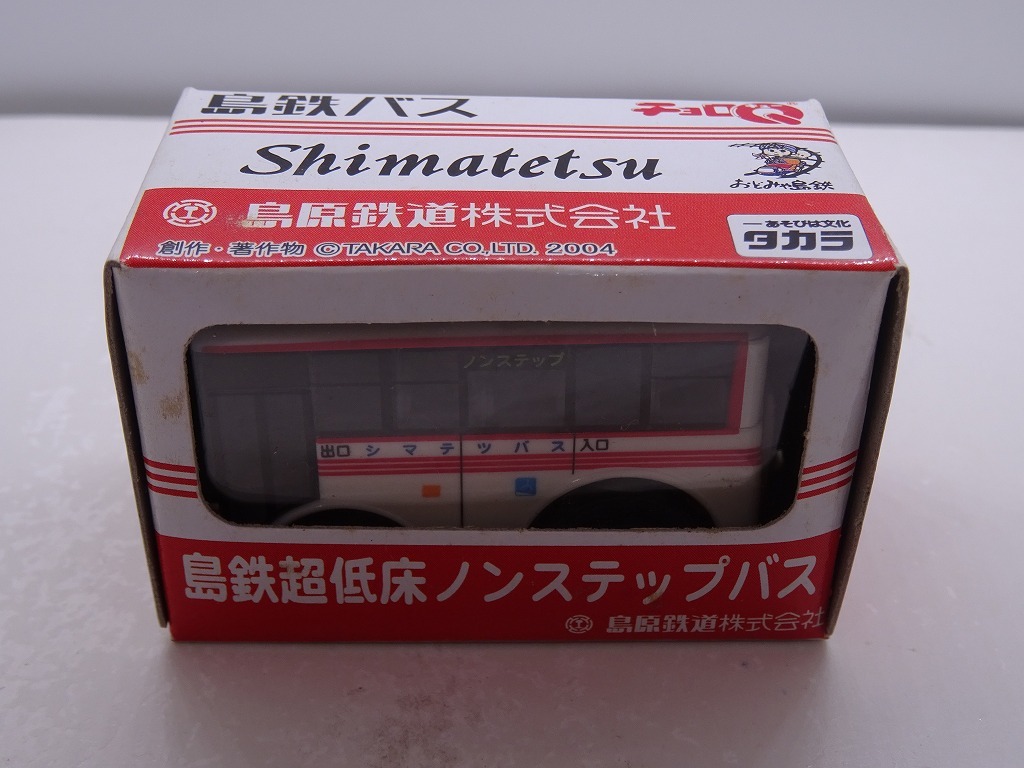 島鉄バス
チョロQ
Shimatetsu
おどみゃ島鉄
島原鉄道株式会社
創作・著作物 ©TAKARA CO.,LTD. 2004
—あそびは文化
タカラ
ノンステップ
出口 シマテツバス 入口
島鉄超低床ノンステップバス
島原鉄道株式会社